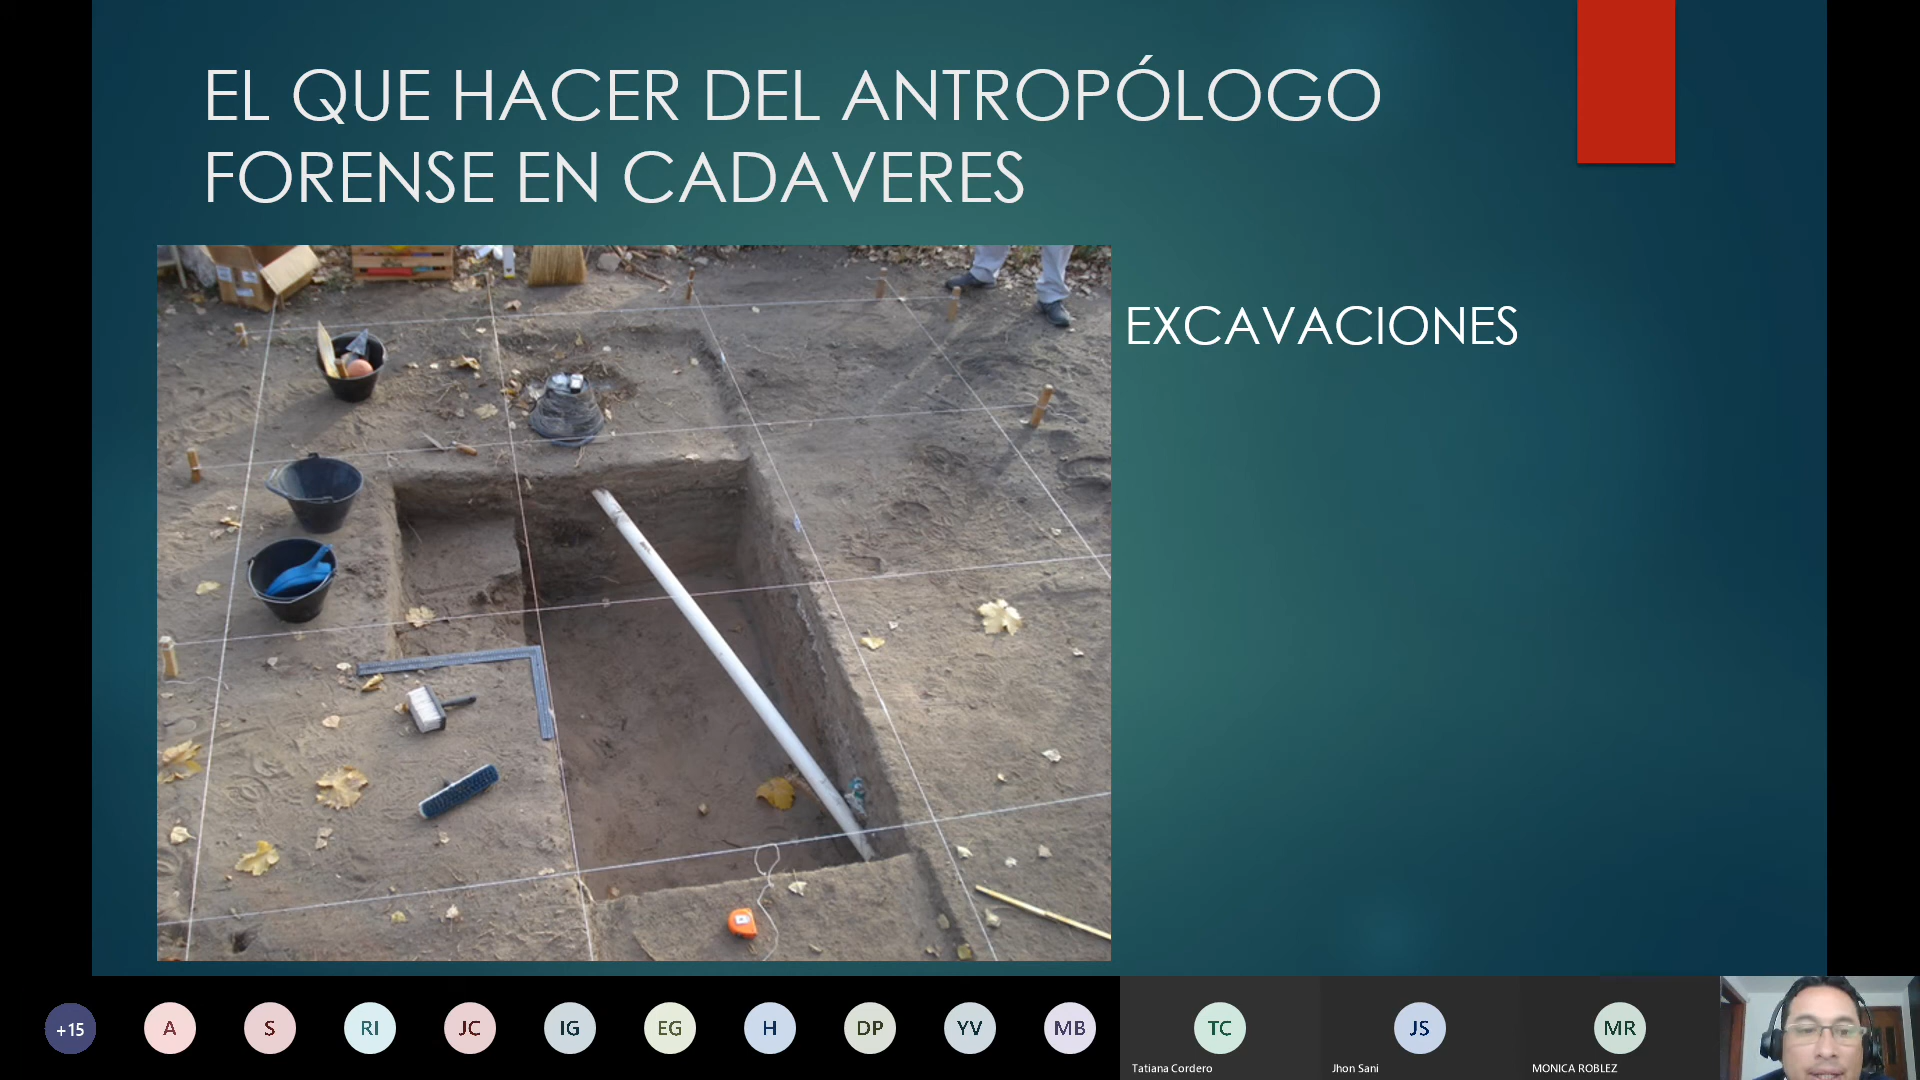 EL QUE HACER DEL ANTROPÓLOGO
FORENSE EN CADAVERES
EXCAVACIONES
+15
A
S
RI
JC
IG
EG
H
DP
YV
MB
TC
JS
MR
Tatiana Cordero
Jhon Sani
MONICA ROBLEZ